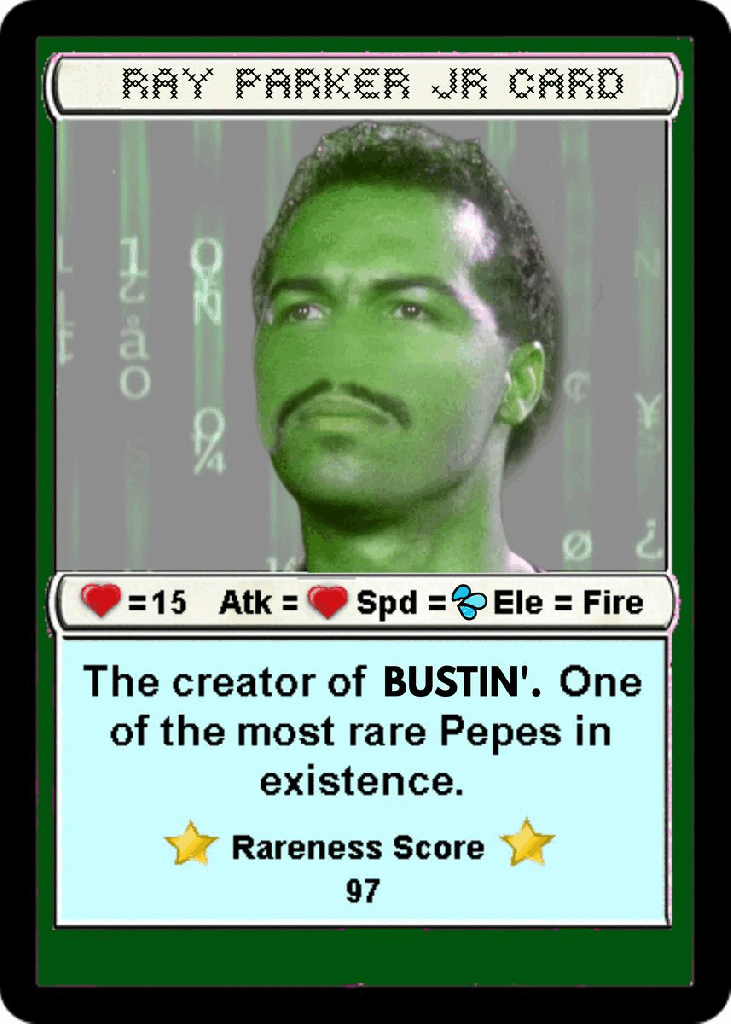 RAY PARKER JR CARD
❤️=15 Atk = ❤️ Spd =💦Ele = Fire
The creator of BUSTIN'. One
of the most rare Pepes in
existence.
⭐ Rareness Score ⭐
97